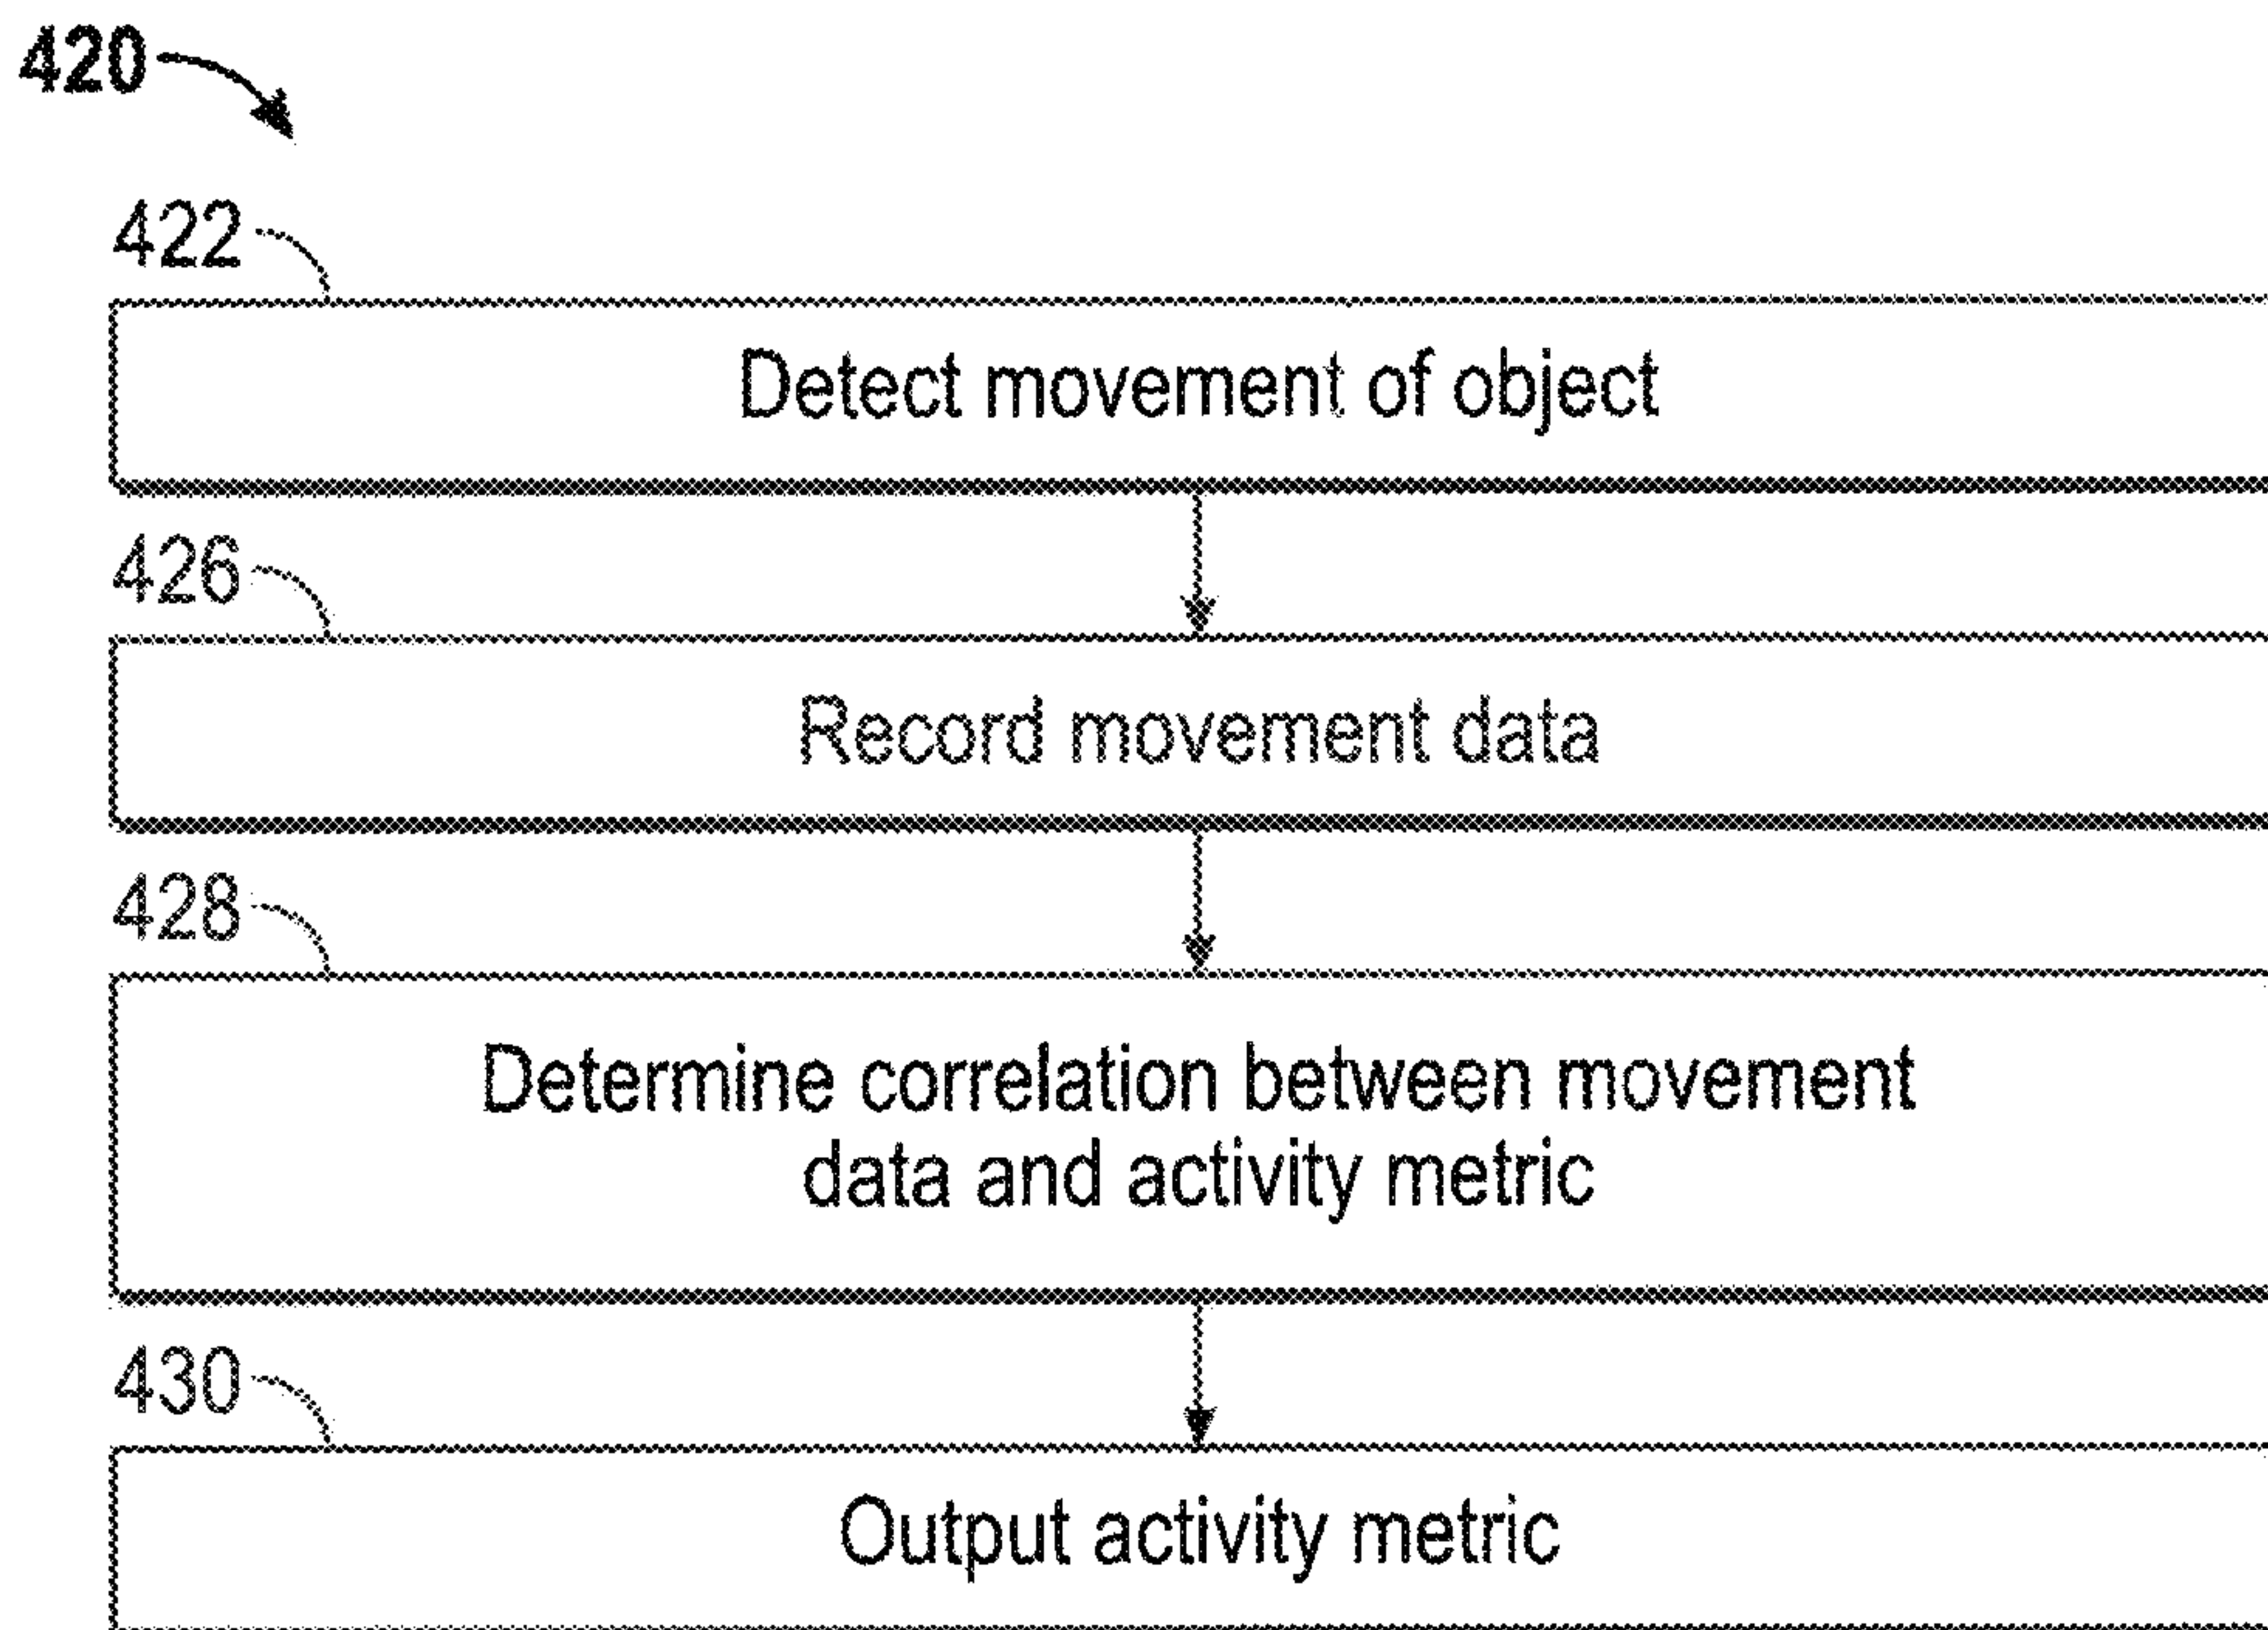 420
422
Detect movement of object
426
Record movement data
428
Determine correlation between movement
data and activity metric
430
Output activity metric